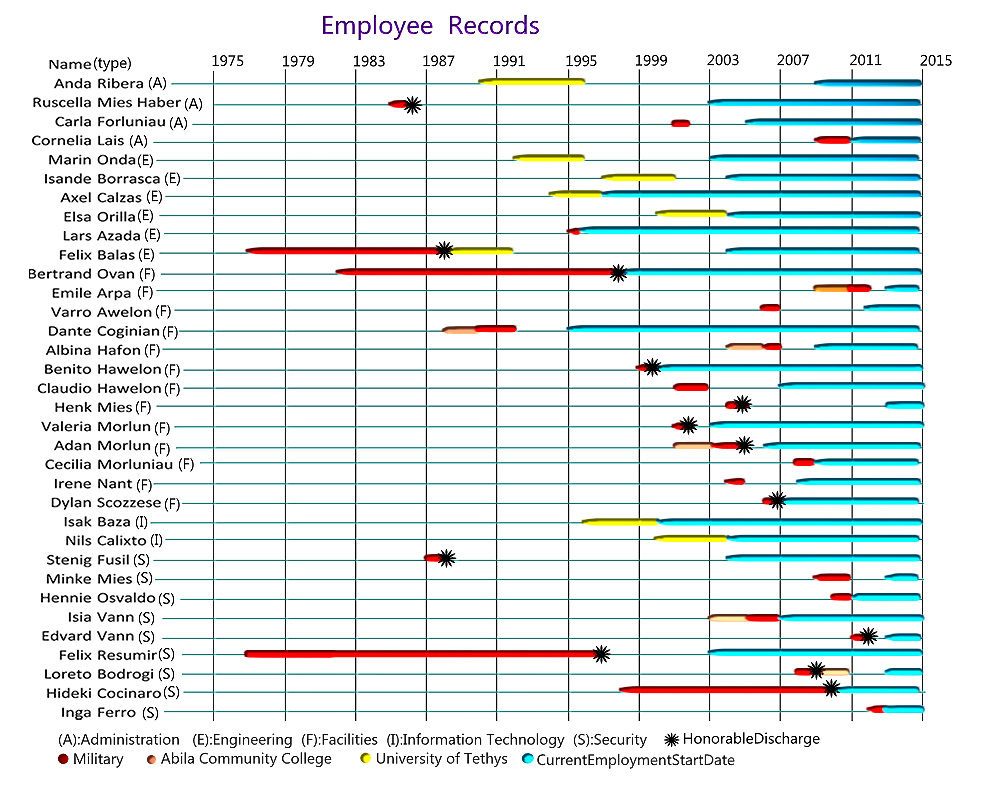 Employee Records
Name(type) 1975 1979 1983 1987 1991 1995 1999 2003 2007 2011 2015
Anda Ribera (A)
Ruscella Mies Haber (A)
Carla Forluniau (A)
Cornelia Lais (A)
Marin Onda(E)
Isande Borrasca (E)
Axel Calzas (E)
Elsa Orilla(E)
Lars Azada (E)
Felix Balas (E)
Bertrand Ovan (F)
Emile Arpa (F)
Varro Awelon(F)
Dante Coginian(F)
Albina Hafon (F)
Benito Hawelon (F)
Claudio Hawelon (F)
Henk Mies(F)
Valeria Morlun (F)
Adan Morlun (F)
Cecilia Morluniau (F)
Irene Nant (F)
Dylan Scozzese (F)
Isak Baza (I)
Nils Calixto (I)
Stenig Fusil (S)
Minke Mies (S)
Hennie Osvaldo (S)
Isia Vann (S)
Edvard Vann (S)
Felix Resumir(S)
Loreto Bodrogi (S)
Hideki Cocinaro(S)
Inga Ferro (S)
(A):Administration (E):Engineering (F):Facilities (I):Information Technology (S):Security HonorableDischarge
Military Abila Community College University of Tethys CurrentEmploymentStartDate